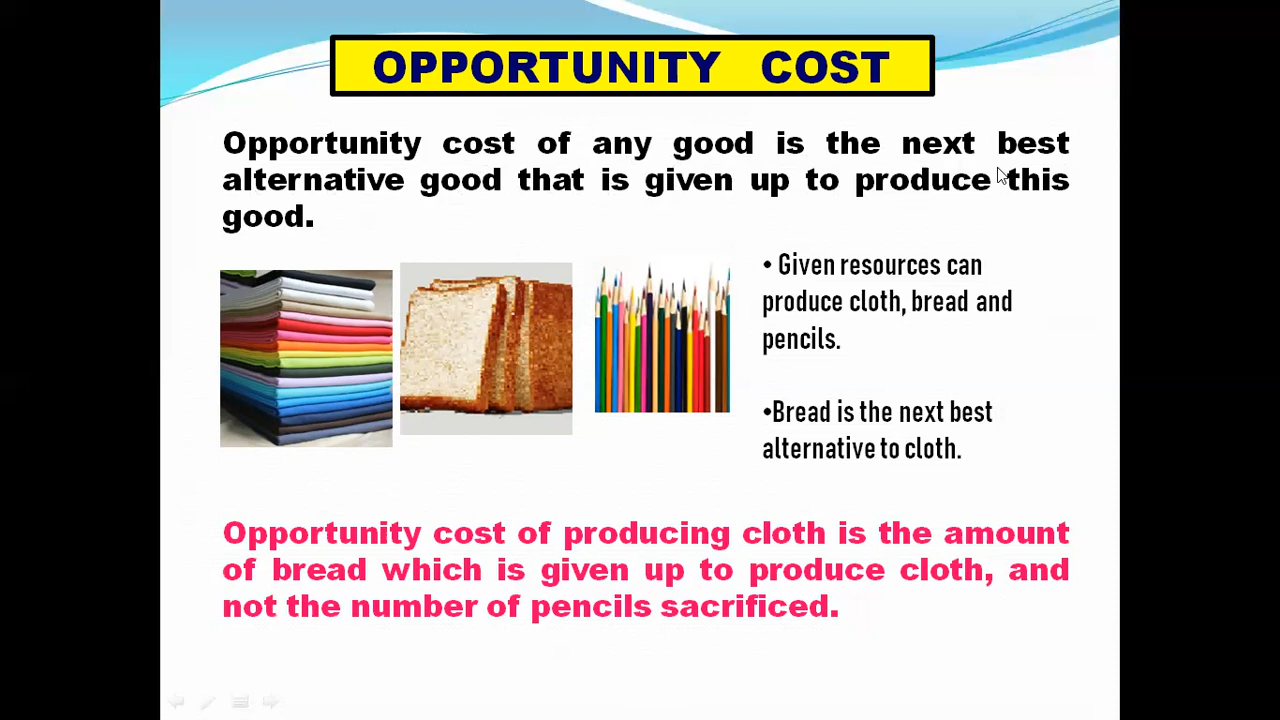 OPPORTUNITY COST
Opportunity cost of any good is the next best
alternative good that is given up to produce this
good.
• Given resources can
produce cloth, bread and
pencils.
•Bread is the next best
alternative to cloth.
Opportunity cost of producing cloth is the amount
of bread which is given up to produce cloth, and
not the number of pencils sacrificed.